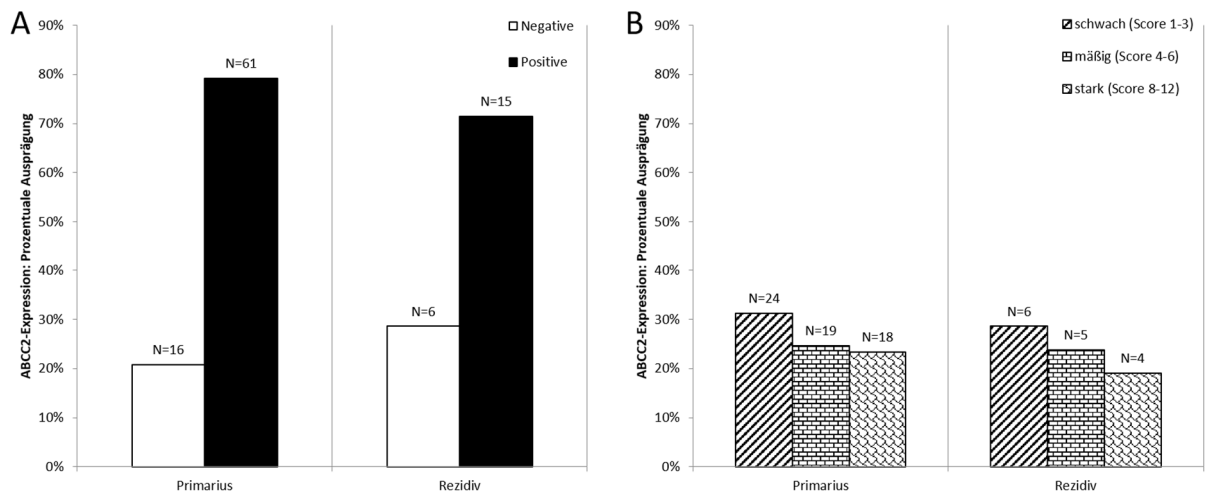 A
ABCC2-Expression: Prozentuale Ausprägung
90%
80%
70%
60%
50%
40%
30%
20%
10%
0%
Negative
Positive
N=61
N=15
N=16
N=6
Primarius
Rezidiv
B
ABCC2-Expression: Prozentuale Ausprägung
90%
80%
70%
60%
50%
40%
30%
20%
10%
0%
schwach (Score 1-3)
mäßig (Score 4-6)
stark (Score 8-12)
N=24
N=19
N=18
N=6
N=5
N=4
Primarius
Rezidiv